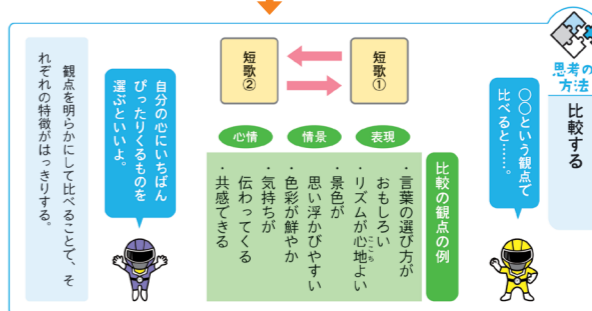 思考の
方法
比較する
○○という観点で
比べると……。
短歌①
短歌②
表現
情景
心情
比較の観点の例
・言葉の選び方が
おもしろい
・リズムが心地よい
ここち
・景色が
思い浮かびやすい
・色彩が鮮やか
・気持ちが
伝わってくる
・共感できる
自分の心にいちばん
ぴったりくるものを
選ぶといいよ。
観点を明らかにして比べることで、そ
れぞれの特徴がはっきりする。